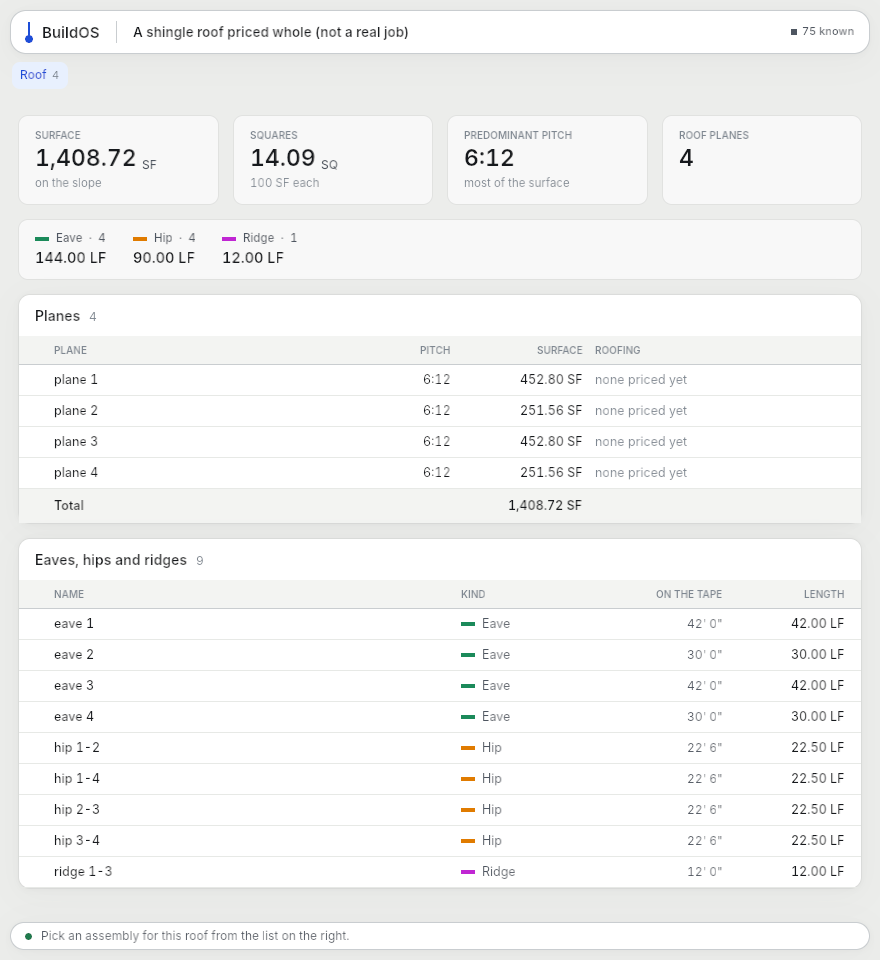 BuildOS
A shingle roof priced whole (not a real job)
75 known
Roof 4
SURFACE
1,408.72 SF
on the slope
SQUARES
14.09 SQ
100 SF each
PREDOMINANT PITCH
6:12
most of the surface
ROOF PLANES
4
Eave · 4
144.00 LF
Hip · 4
90.00 LF
Ridge · 1
12.00 LF
Planes 4
PLANE PITCH SURFACE ROOFING
plane 1 6:12 452.80 SF none priced yet
plane 2 6:12 251.56 SF none priced yet
plane 3 6:12 452.80 SF none priced yet
plane 4 6:12 251.56 SF none priced yet
Total 1,408.72 SF
Eaves, hips and ridges 9
NAME KIND ON THE TAPE LENGTH
eave 1 Eave 42' 0" 42.00 LF
eave 2 Eave 30' 0" 30.00 LF
eave 3 Eave 42' 0" 42.00 LF
eave 4 Eave 30' 0" 30.00 LF
hip 1-2 Hip 22' 6" 22.50 LF
hip 1-4 Hip 22' 6" 22.50 LF
hip 2-3 Hip 22' 6" 22.50 LF
hip 3-4 Hip 22' 6" 22.50 LF
ridge 1-3 Ridge 12' 0" 12.00 LF
Pick an assembly for this roof from the list on the right.